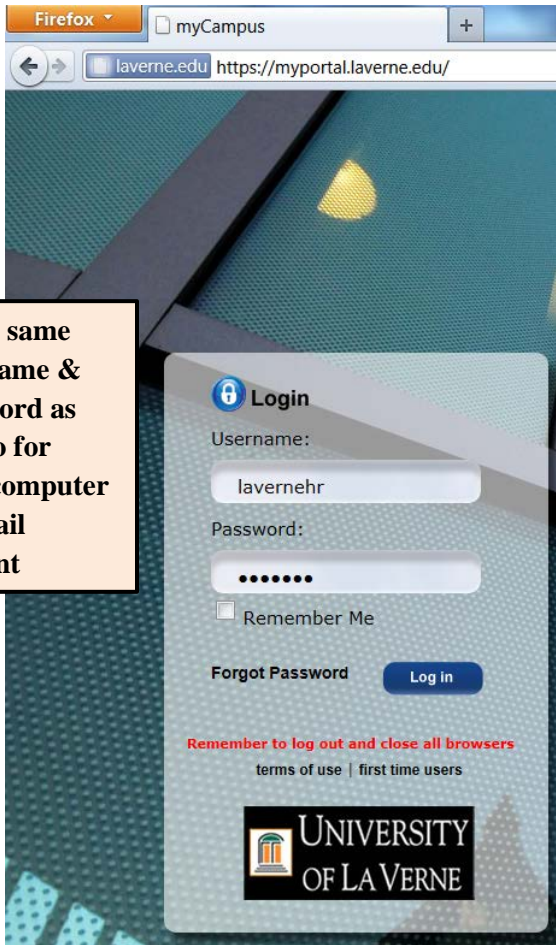 Firefox
myCampus
+
laverne.edu https://myportal.laverne.edu/
same
ame &
ord as
for
computer
ail
nt
Login
Username:
lavernehr
Password:
•••••••
Remember Me
Forgot Password
Log in
Remember to log out and close all browsers
terms of use | first time users
UNIVERSITY
OF LA VERNE